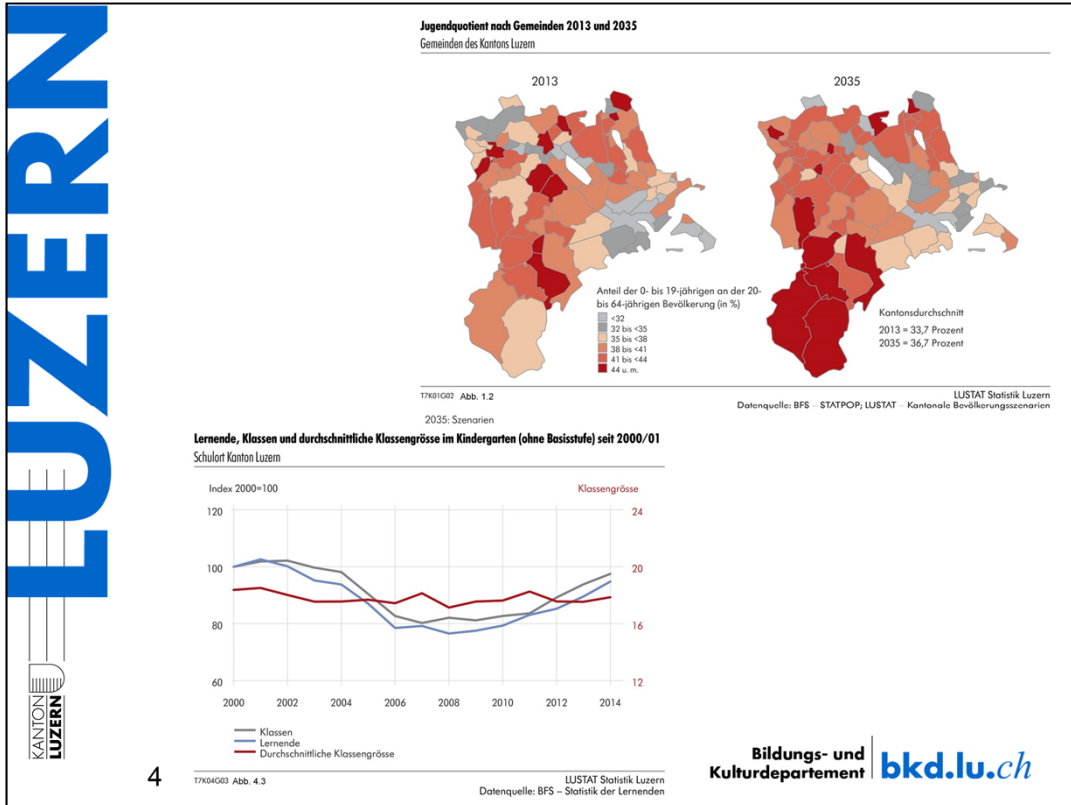 LUZERN
KANTON
LUZERN
Jugendquotient nach Gemeinden 2013 und 2035
Gemeinden des Kantons Luzern
2013
2035
Anteil der 0- bis 19-jährigen an der 20-
bis 64-jährigen Bevölkerung (in %)
<32
32 bis <35
35 bis <38
38 bis <41
41 bis <44
44 u. m.
Kantonsdurchschnitt
2013 = 33,7 Prozent
2035 = 36,7 Prozent
T7K01G02 Abb. 1.2
LUSTAT Statistik Luzern
Datenquelle: BFS – STATPOP; LUSTAT – Kantonale Bevölkerungsszenarien
2035: Szenarien
Lernende, Klassen und durchschnittliche Klassengrösse im Kindergarten (ohne Basisstufe) seit 2000/01
Schulort Kanton Luzern
Index 2000=100
Klassengrösse
120
24
100
20
80
16
60
12
2000 2002 2004 2006 2008 2010 2012 2014
Klassen
Lernende
Durchschnittliche Klassengrösse
T7K04G03 Abb. 4.3
LUSTAT Statistik Luzern
Datenquelle: BFS – Statistik der Lernenden
4
Bildungs- und
Kulturdepartement
bkd.lu.ch